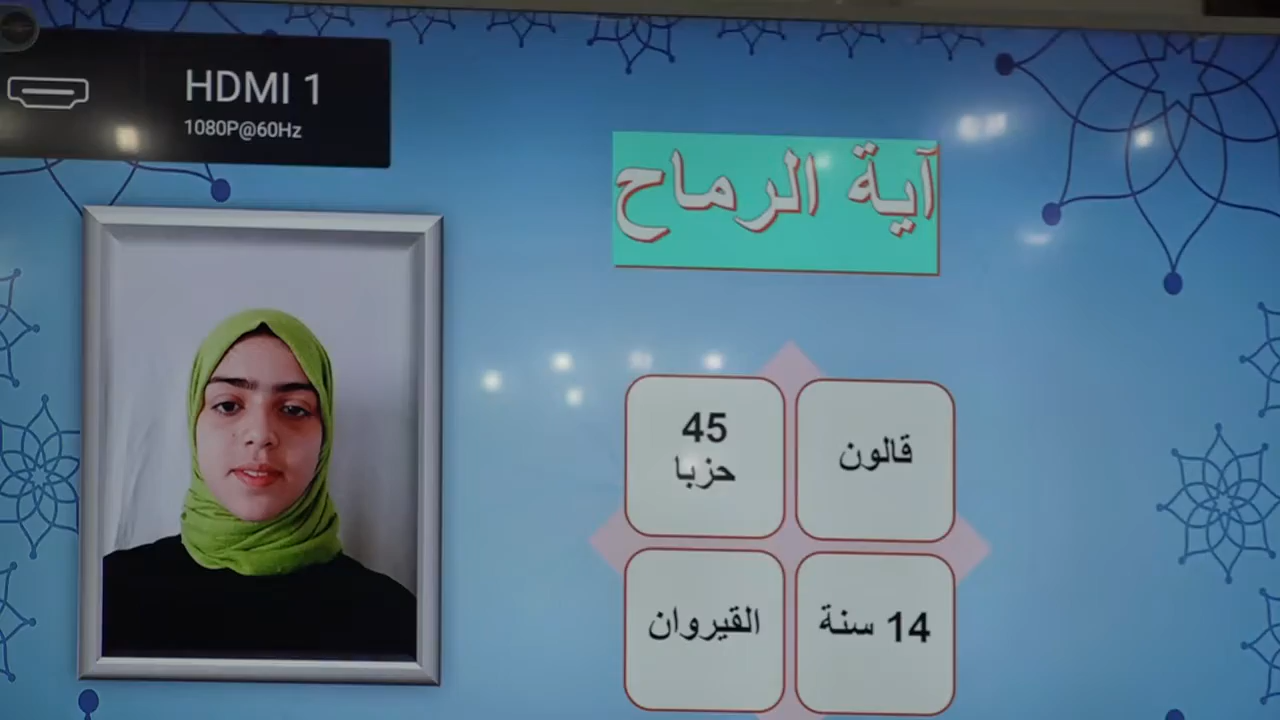 HDMI 1
1080P@60Hz
آية الرماح
قالون
45
حزبا
14 سنة
القيروان